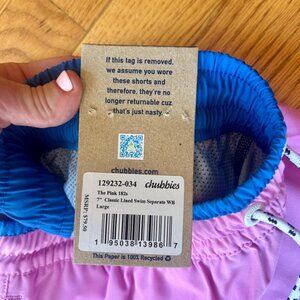 If this tag is removed,
we assume you wore
these shorts and
therefore, they're no
longer returnable cuz
that's just gross.
chubbies.com
129232-034 chubbies
The Pink 182s
7" Classic Lined Swim Separate WB
Large
MSRP $79.50
1 95038 13986 7
This Paper is 100% Recycled